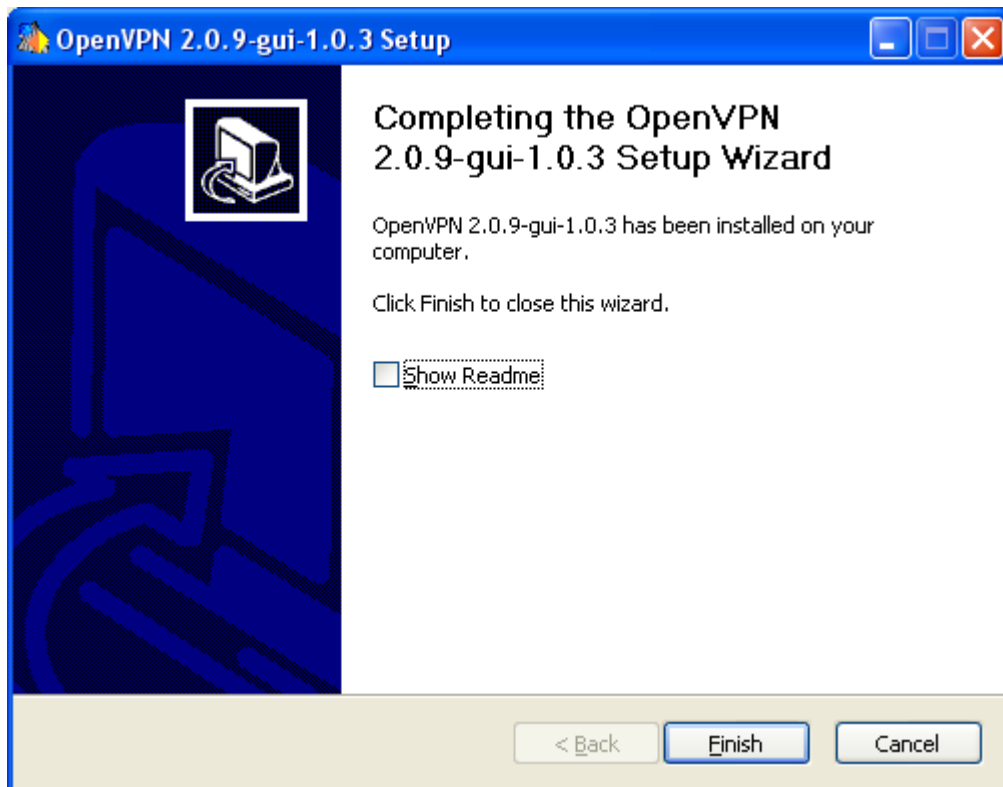 OpenVPN 2.0.9-gui-1.0.3 Setup
Completing the OpenVPN
2.0.9-gui-1.0.3 Setup Wizard
OpenVPN 2.0.9-gui-1.0.3 has been installed on your
computer.
Click Finish to close this wizard.
Show Readme
< Back Finish Cancel